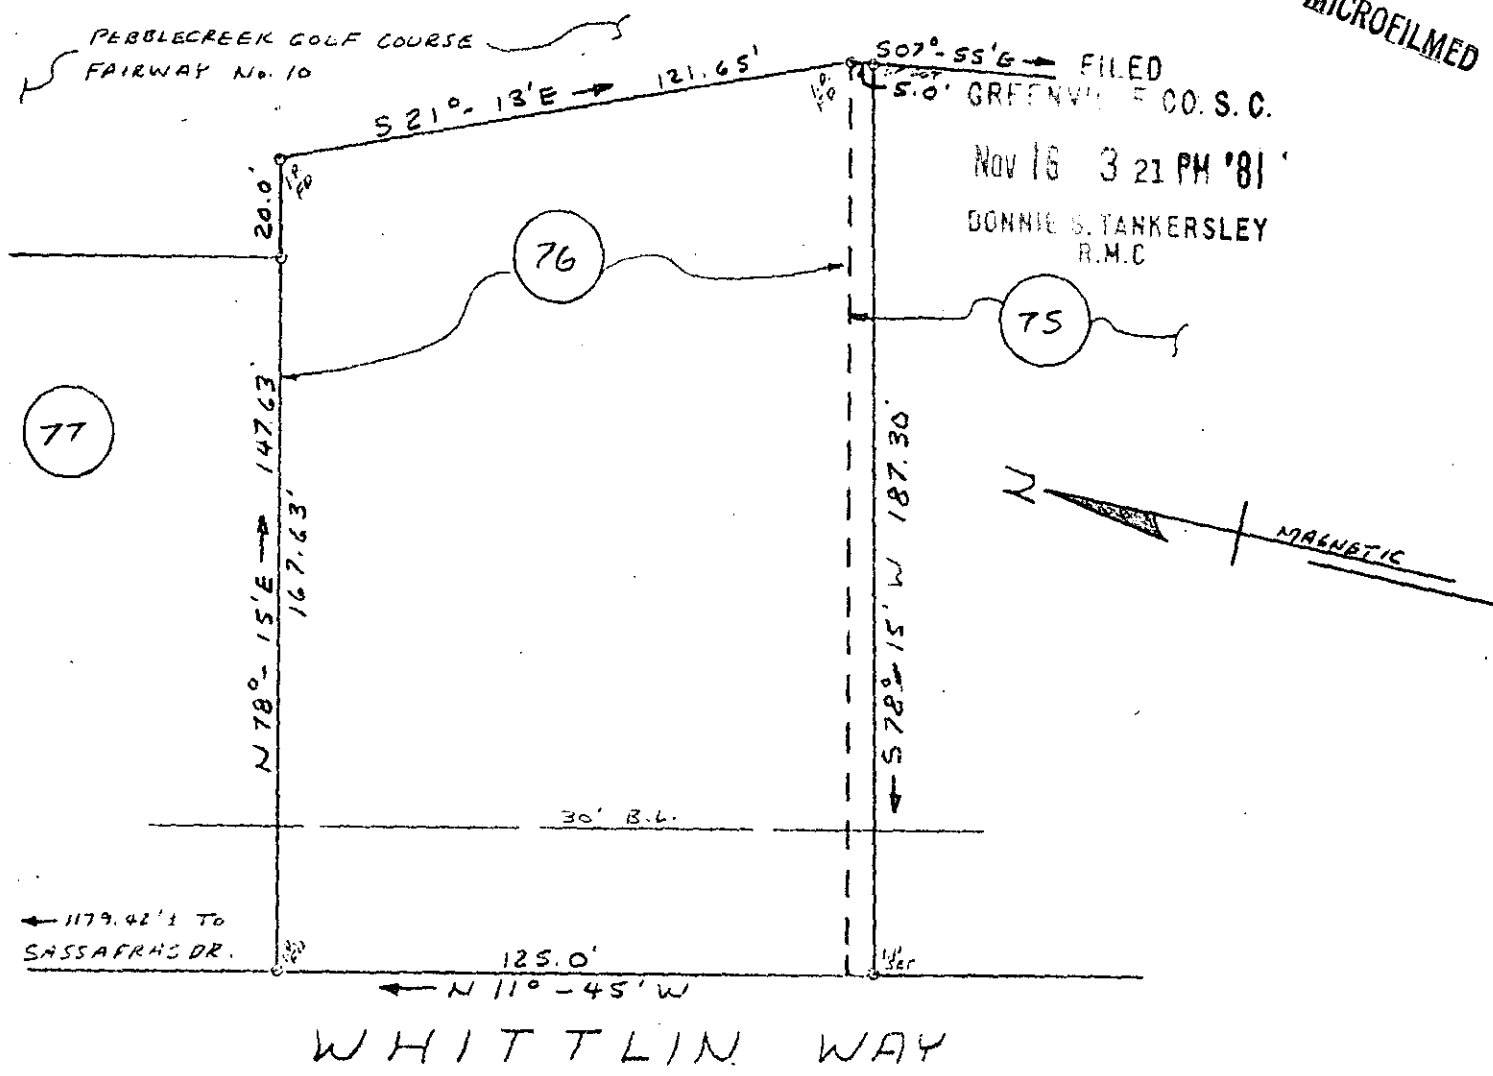 MICROFILMED
PEBBLECREEK GOLF COURSE
FAIRWAY No. 10
S 21°- 13'E → 121.65'
S07°-55'E →
5.0'
FILED
GREENVILLE CO. S. C.
Nov 16 3 21 PM '81
DONNIE S. TANKERSLEY
R.M.C
20.0'
76
75
77
N 78°- 15'E → 147.63'
167.63'
← S 78°- 15' W 187.30'
N
MAGNETIC
30' B.L.
← 1179.42'± TO
SASSAFRAS DR.
125.0'
← N 11° - 45' W
WHITTLIN WAY